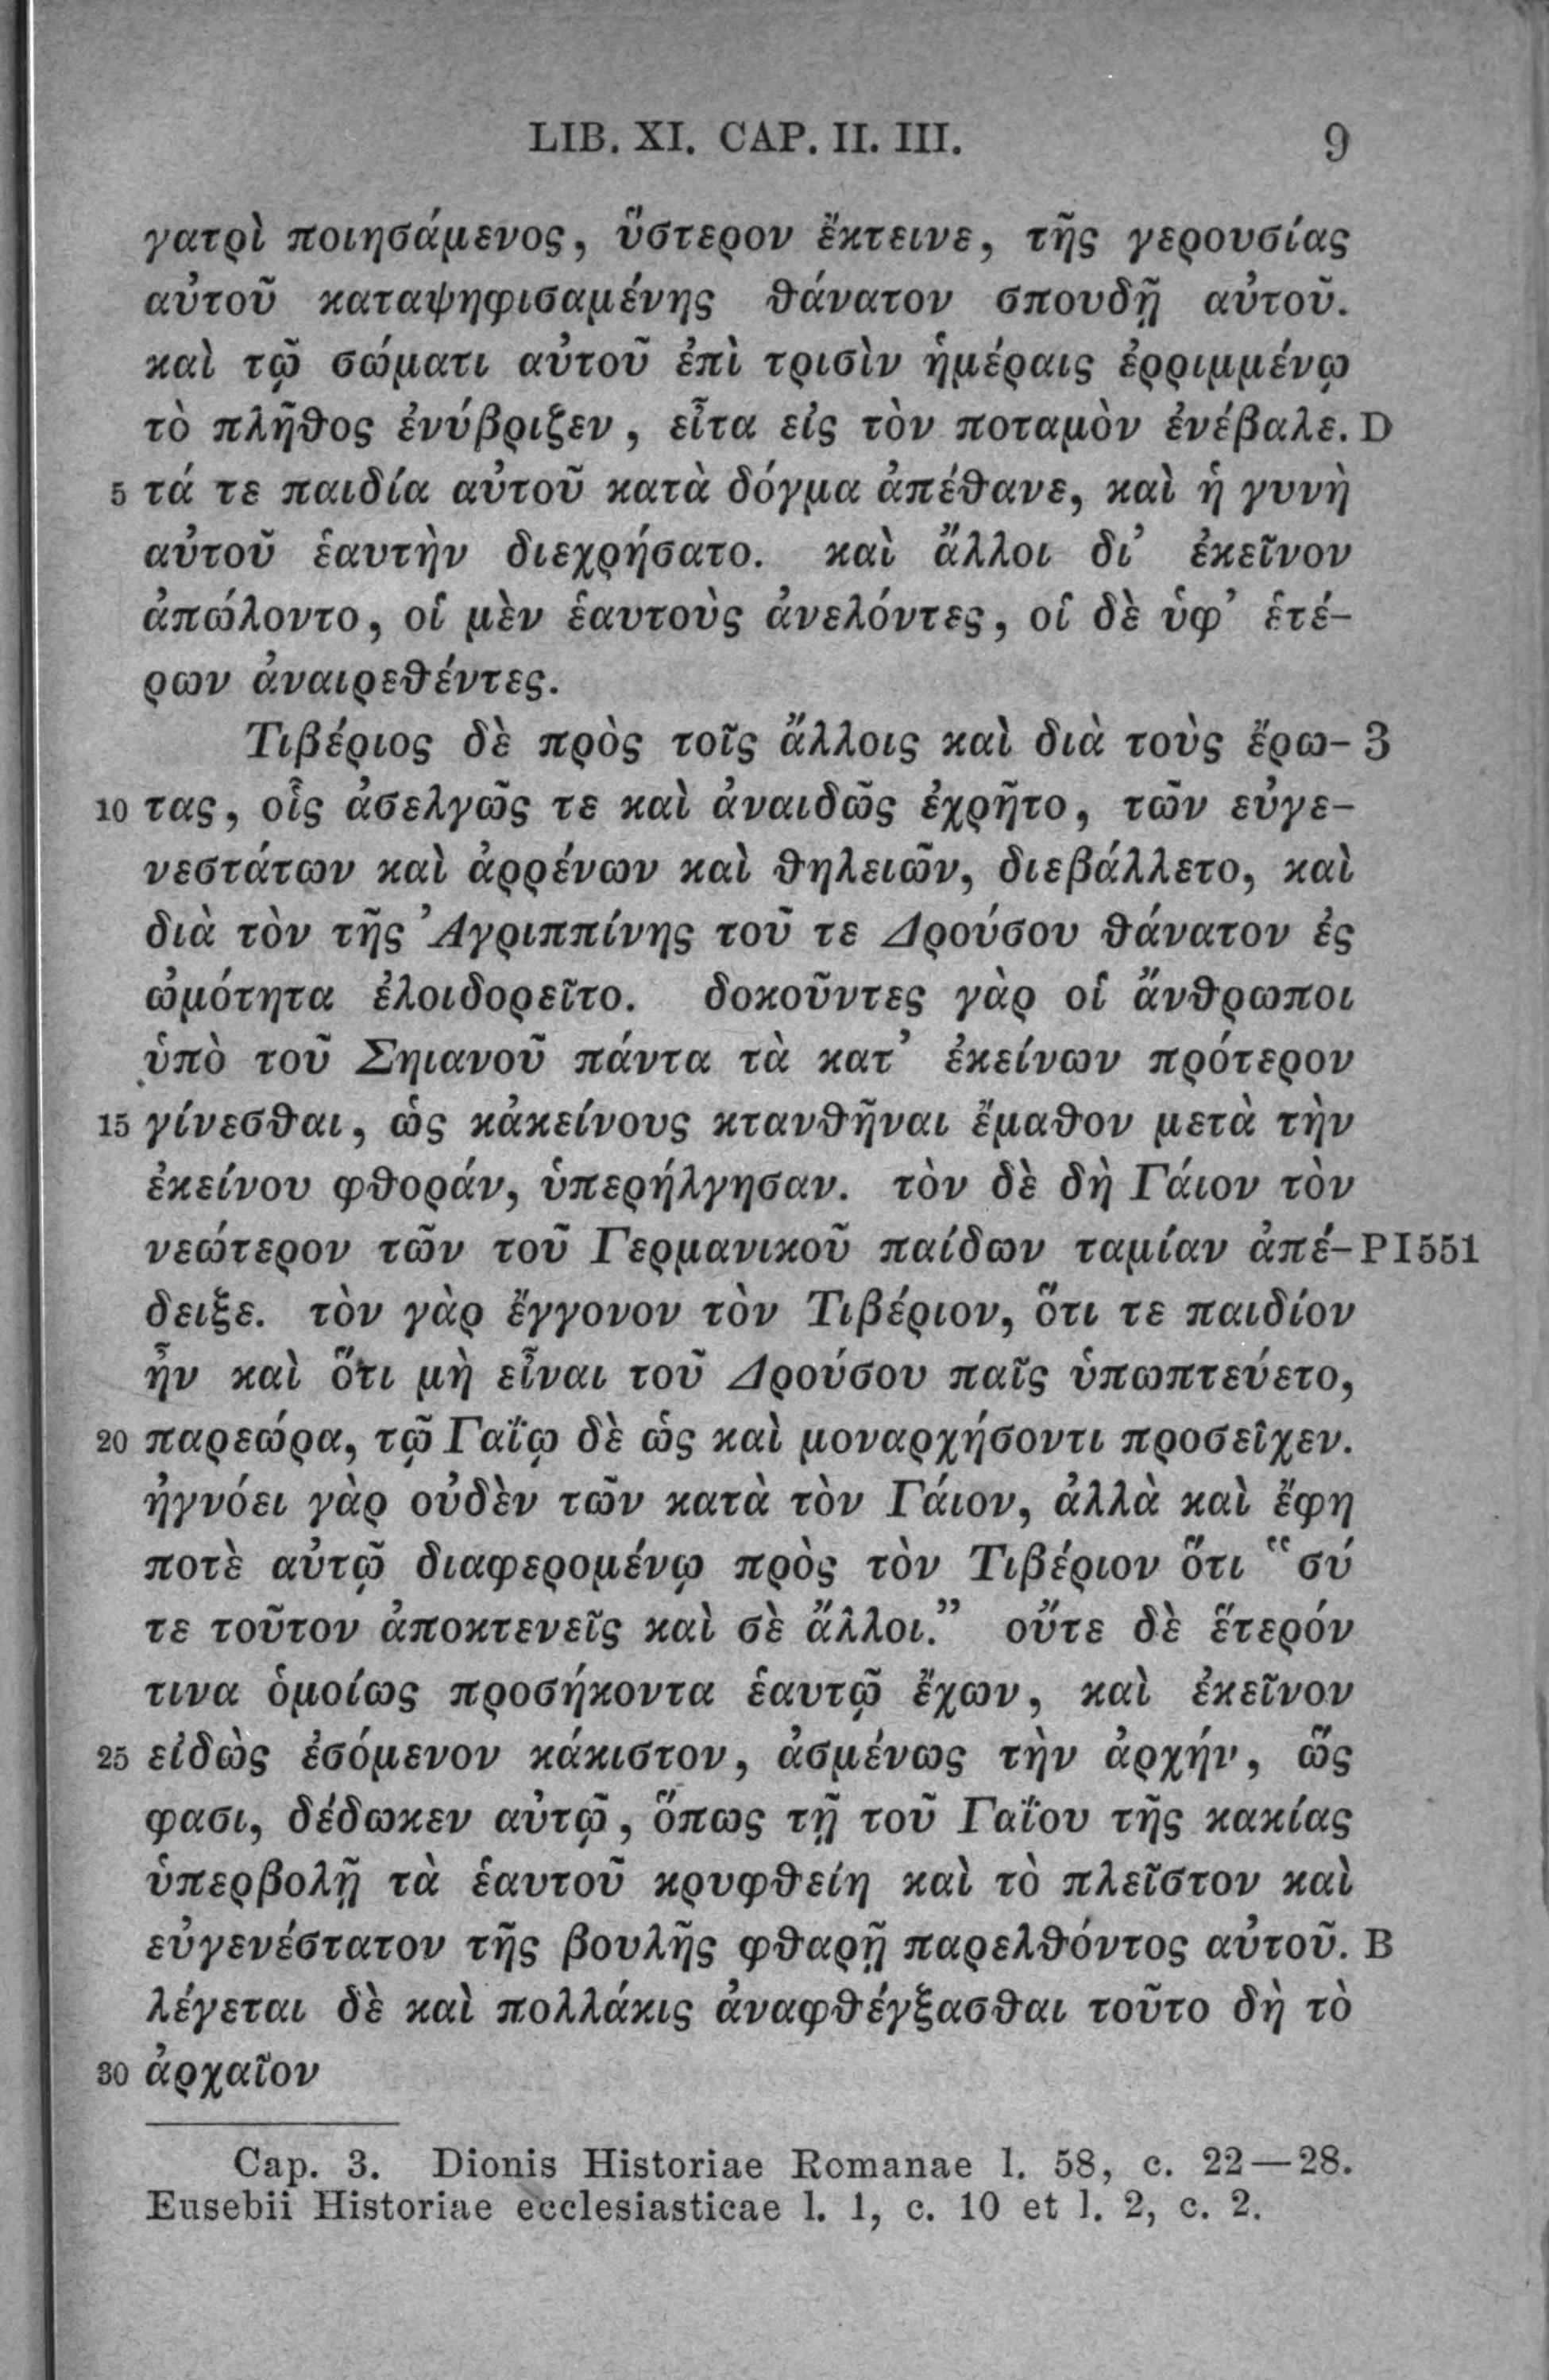 LIB. XI. CAP. II. III. 9
γατρὶ ποιησάμενος, ὕστερον ἔκτεινε, τῆς γερουσίας
αὐτοῦ καταψηφισαμένης θάνατον σπουδῇ αὐτοῦ.
καὶ τῷ σώματι αὐτοῦ ἐπὶ τρισὶν ἡμέραις ἐρριμμένῳ
τὸ πλῆθος ἐνύβριζεν, εἶτα εἰς τὸν ποταμὸν ἐνέβαλε. D
5 τά τε παιδία αὐτοῦ κατὰ δόγμα ἀπέθανε, καὶ ἡ γυνὴ
αὐτοῦ ἑαυτὴν διεχρήσατο. καὶ ἄλλοι δι’ ἐκεῖνον
ἀπώλοντο, οἱ μὲν ἑαυτοὺς ἀνελόντες, οἱ δὲ ὑφ’ ἑτέ-
ρων ἀναιρεθέντες.
Τιβέριος δὲ πρὸς τοῖς ἄλλοις καὶ διὰ τοὺς ἔρω- 3
10 τας, οἷς ἀσελγῶς τε καὶ ἀναιδῶς ἐχρῆτο, τῶν εὐγε-
νεστάτων καὶ ἀρρένων καὶ θηλειῶν, διεβάλλετο, καὶ
διὰ τὸν τῆς Ἀγριππίνης τοῦ τε Δρούσου θάνατον ἐς
ὠμότητα ἐλοιδορεῖτο. δοκοῦντες γὰρ οἱ ἄνθρωποι
ὑπὸ τοῦ Σηιανοῦ πάντα τὰ κατ’ ἐκείνων πρότερον
15 γίνεσθαι, ὡς κἀκείνους κτανθῆναι ἔμαθον μετὰ τὴν
ἐκείνου φθοράν, ὑπερήλγησαν. τὸν δὲ δὴ Γάιον τὸν
νεώτερον τῶν τοῦ Γερμανικοῦ παίδων ταμίαν ἀπέ- P I 551
δειξε. τὸν γὰρ ἔγγονον τὸν Τιβέριον, ὅτι τε παιδίον
ἦν καὶ ὅτι μὴ εἶναι τοῦ Δρούσου παῖς ὑπωπτεύετο,
20 παρεώρα, τῷ Γαΐῳ δὲ ὡς καὶ μοναρχήσοντι προσεῖχεν.
ἠγνόει γὰρ οὐδὲν τῶν κατὰ τὸν Γάιον, ἀλλὰ καὶ ἔφη
ποτὲ αὐτῷ διαφερομένῳ πρὸς τὸν Τιβέριον ὅτι “σύ
τε τοῦτον ἀποκτενεῖς καὶ σὲ ἄλλοι.” οὔτε δὲ ἕτερόν
τινα ὁμοίως προσήκοντα ἑαυτῷ ἔχων, καὶ ἐκεῖνον
25 εἰδὼς ἐσόμενον κάκιστον, ἀσμένως τὴν ἀρχήν, ὥς
φασι, δέδωκεν αὐτῷ, ὅπως τῇ τοῦ Γαΐου τῆς κακίας
ὑπερβολῇ τὰ ἑαυτοῦ κρυφθείη καὶ τὸ πλεῖστον καὶ
εὐγενέστατον τῆς βουλῆς φθαρῇ παρελθόντος αὐτοῦ. B
λέγεται δὲ καὶ πολλάκις ἀναφθέγξασθαι τοῦτο δὴ τὸ
30 ἀρχαῖον
Cap. 3. Dionis Historiae Romanae l. 58, c. 22—28.
Eusebii Historiae ecclesiasticae l. 1, c. 10 et l. 2, c. 2.